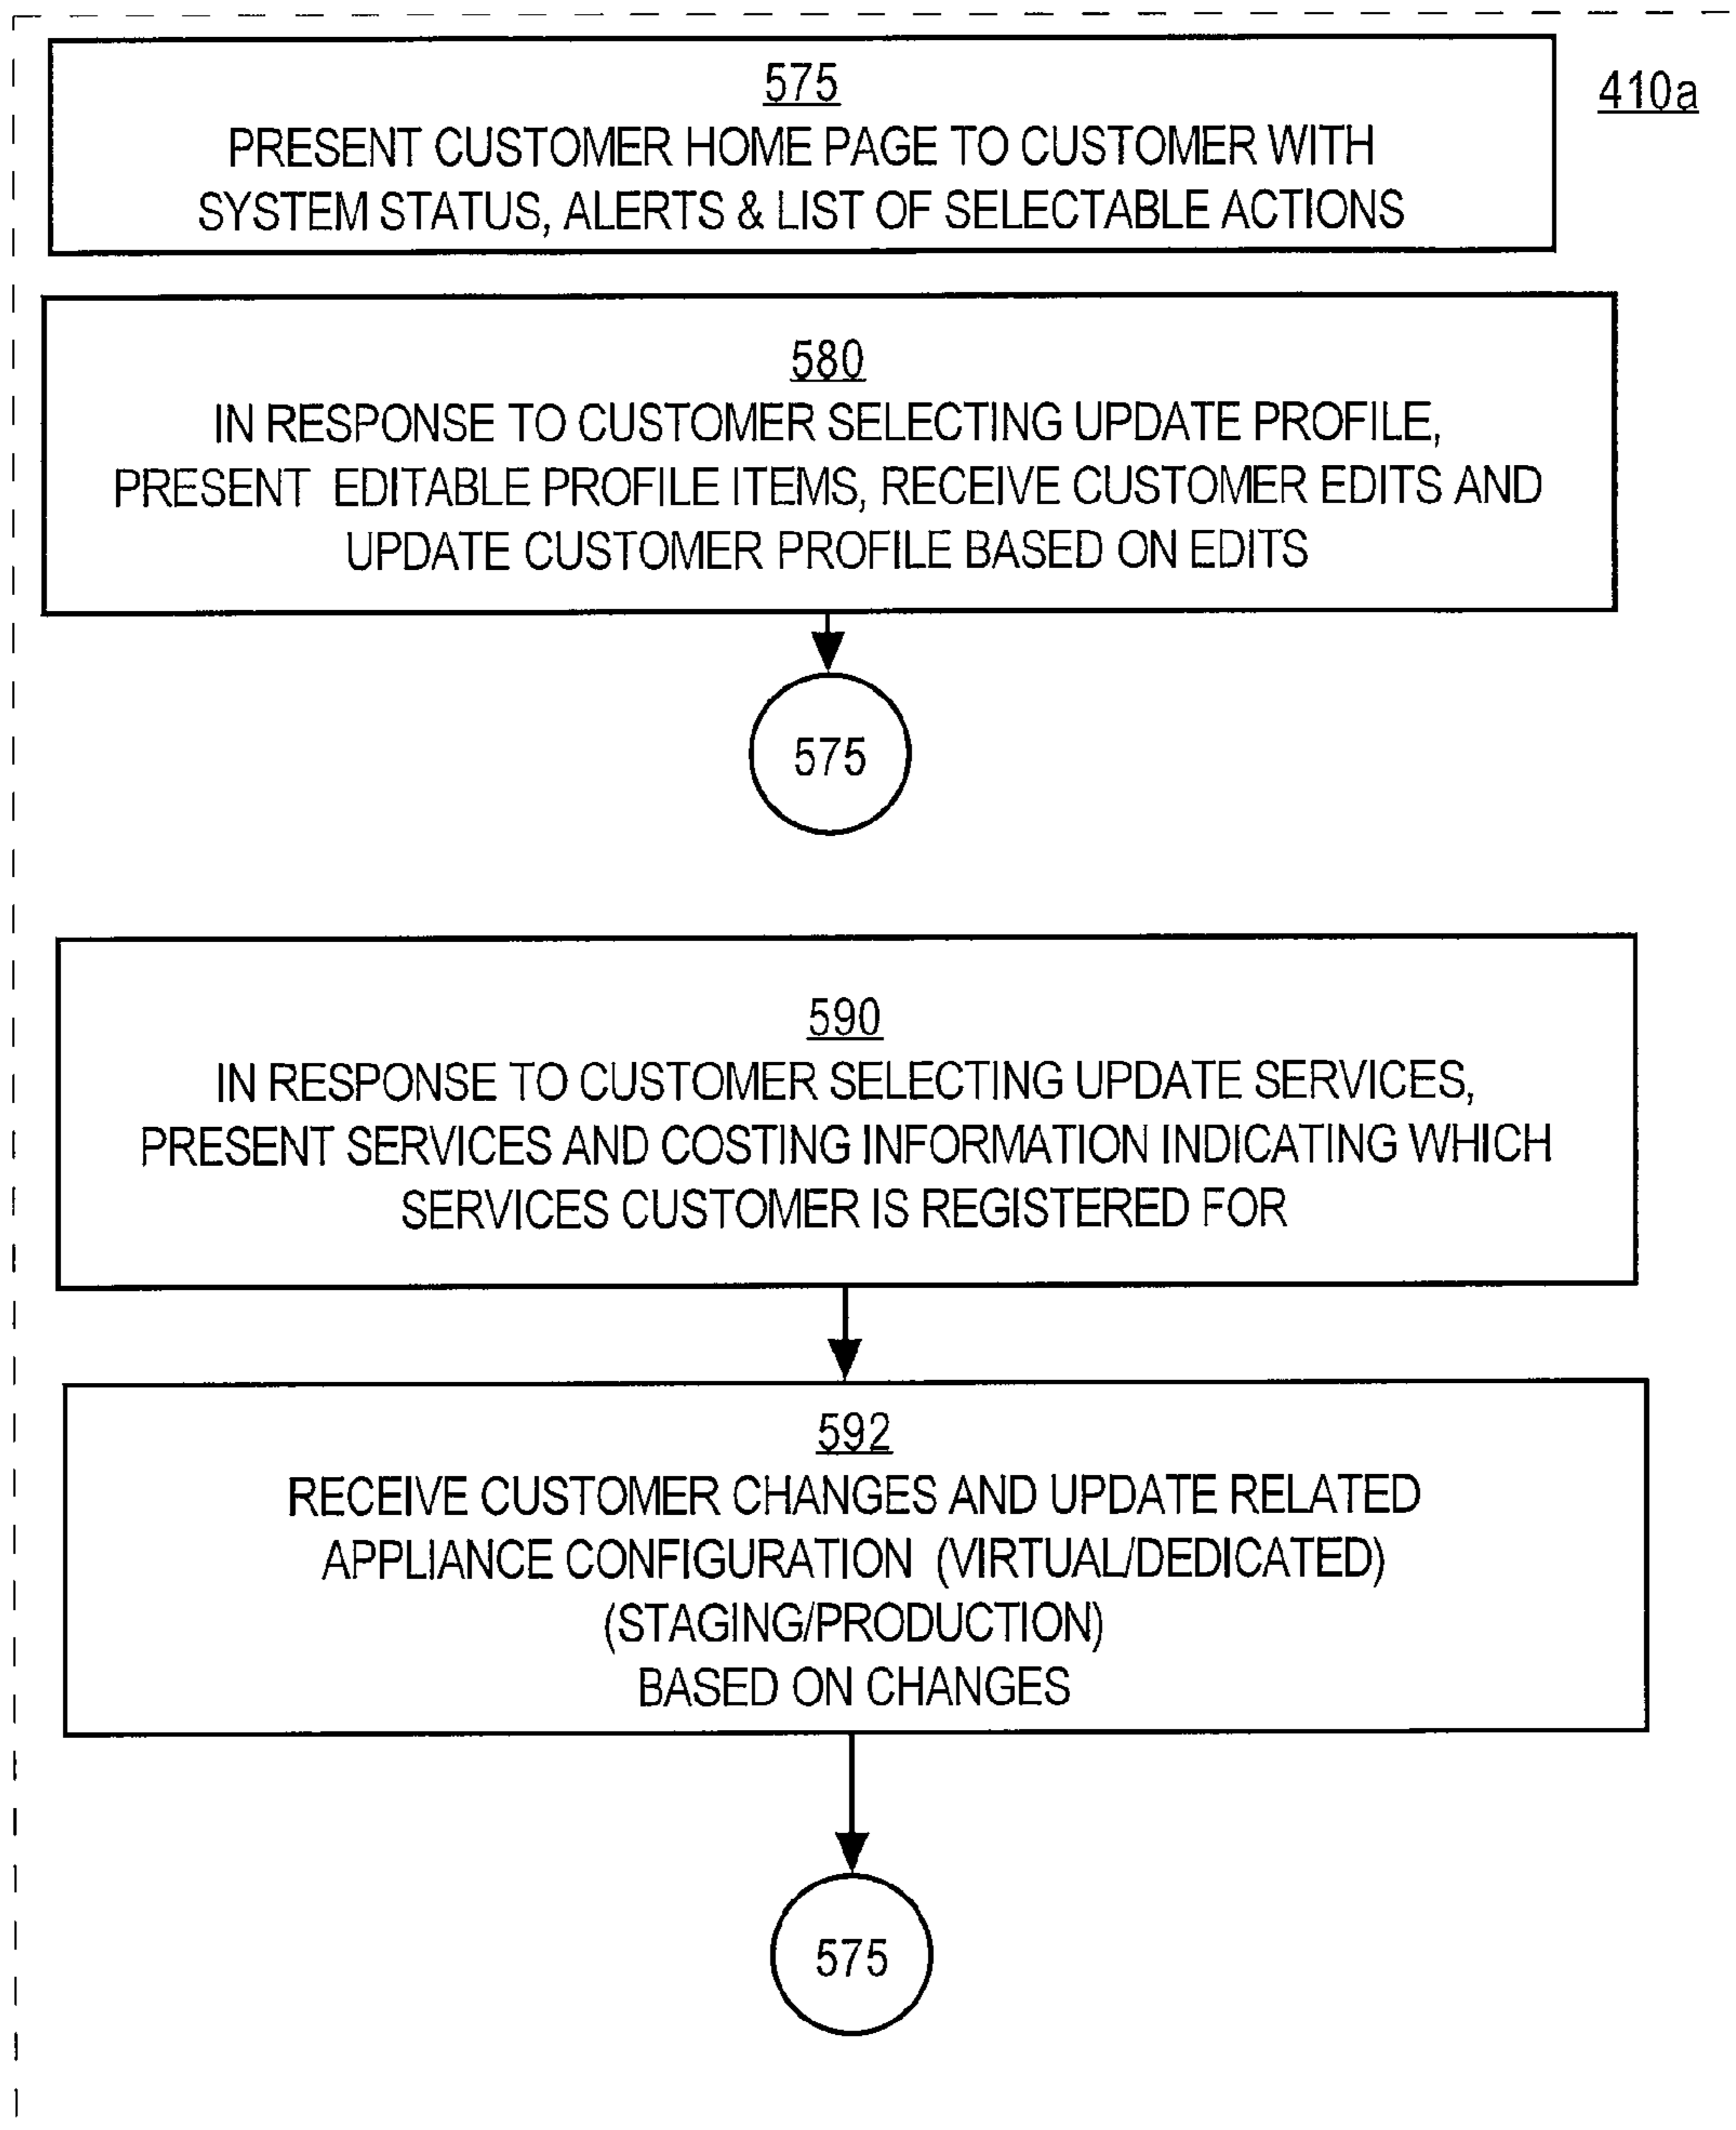 575
410a
PRESENT CUSTOMER HOME PAGE TO CUSTOMER WITH
SYSTEM STATUS, ALERTS & LIST OF SELECTABLE ACTIONS
580
IN RESPONSE TO CUSTOMER SELECTING UPDATE PROFILE,
PRESENT EDITABLE PROFILE ITEMS, RECEIVE CUSTOMER EDITS AND
UPDATE CUSTOMER PROFILE BASED ON EDITS
575
590
IN RESPONSE TO CUSTOMER SELECTING UPDATE SERVICES,
PRESENT SERVICES AND COSTING INFORMATION INDICATING WHICH
SERVICES CUSTOMER IS REGISTERED FOR
592
RECEIVE CUSTOMER CHANGES AND UPDATE RELATED
APPLIANCE CONFIGURATION (VIRTUAL/DEDICATED)
(STAGING/PRODUCTION)
BASED ON CHANGES
575